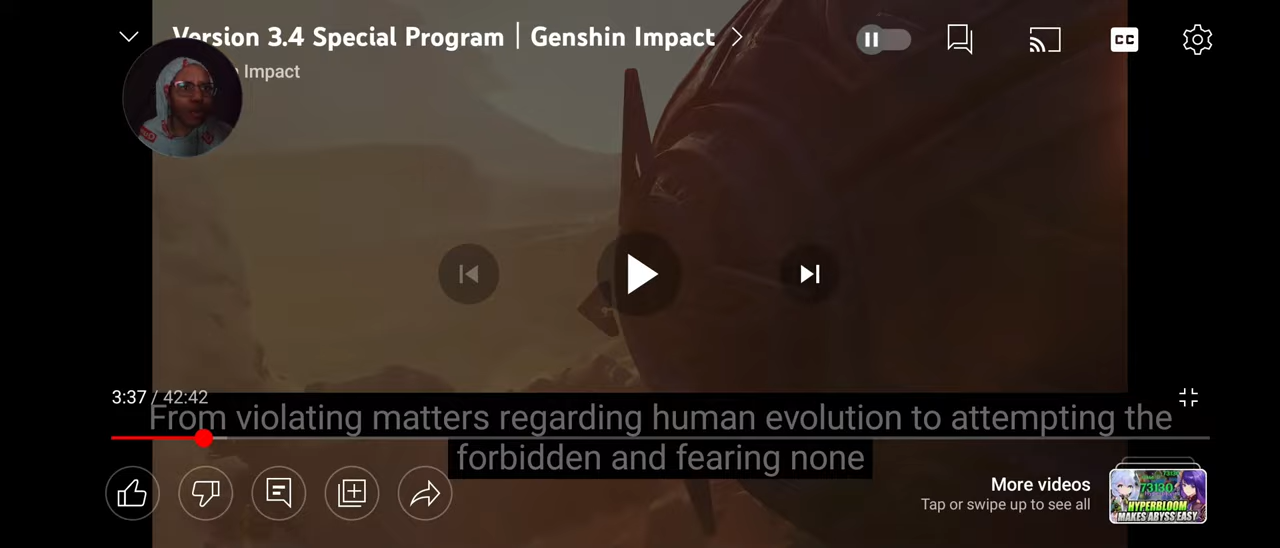 Version 3.4 Special Program | Genshin Impact
Impact
CC
3:37 / 42:42
From violating matters regarding human evolution to attempting the
forbidden and fearing none
More videos
Tap or swipe up to see all
73130
HYPERBLOOM
MAKES ABYSS EASY